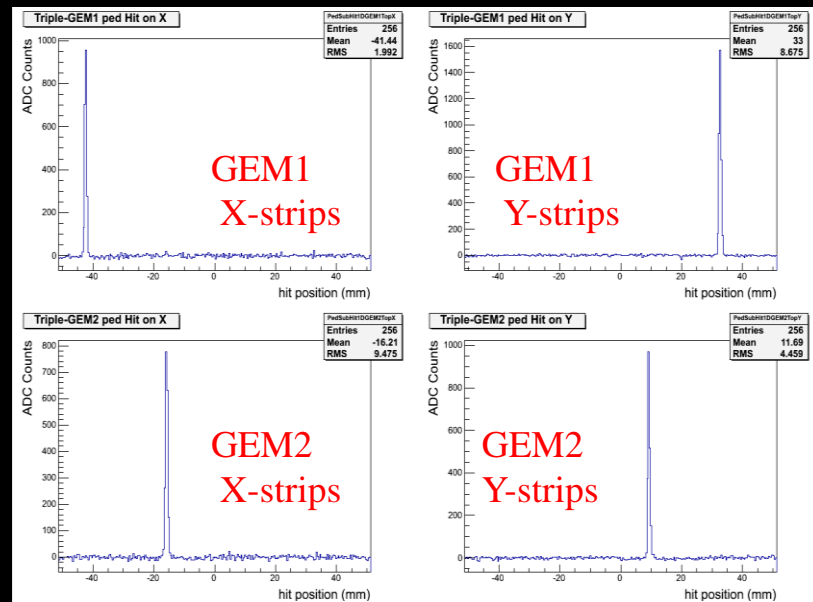 Triple-GEM1 ped Hit on X
PedSubHit1DGEM1TopX
Entries 256
Mean -41.44
RMS 1.992
ADC Counts
1000
800
600
400
200
0
GEM1
X-strips
-40 -20 0 20 40
hit position (mm)
Triple-GEM1 ped Hit on Y
PedSubHit1DGEM1TopY
Entries 256
Mean 33
RMS 8.675
ADC Counts
1600
1400
1200
1000
800
600
400
200
0
GEM1
Y-strips
-40 -20 0 20 40
hit position (mm)
Triple-GEM2 ped Hit on X
PedSubHit1DGEM2TopX
Entries 256
Mean -16.21
RMS 9.475
ADC Counts
800
700
600
500
400
300
200
100
0
GEM2
X-strips
-40 -20 0 20 40
hit position (mm)
Triple-GEM2 ped Hit on Y
PedSubHit1DGEM2TopY
Entries 256
Mean 11.69
RMS 4.459
ADC Counts
1000
800
600
400
200
0
GEM2
Y-strips
-40 -20 0 20 40
hit position (mm)